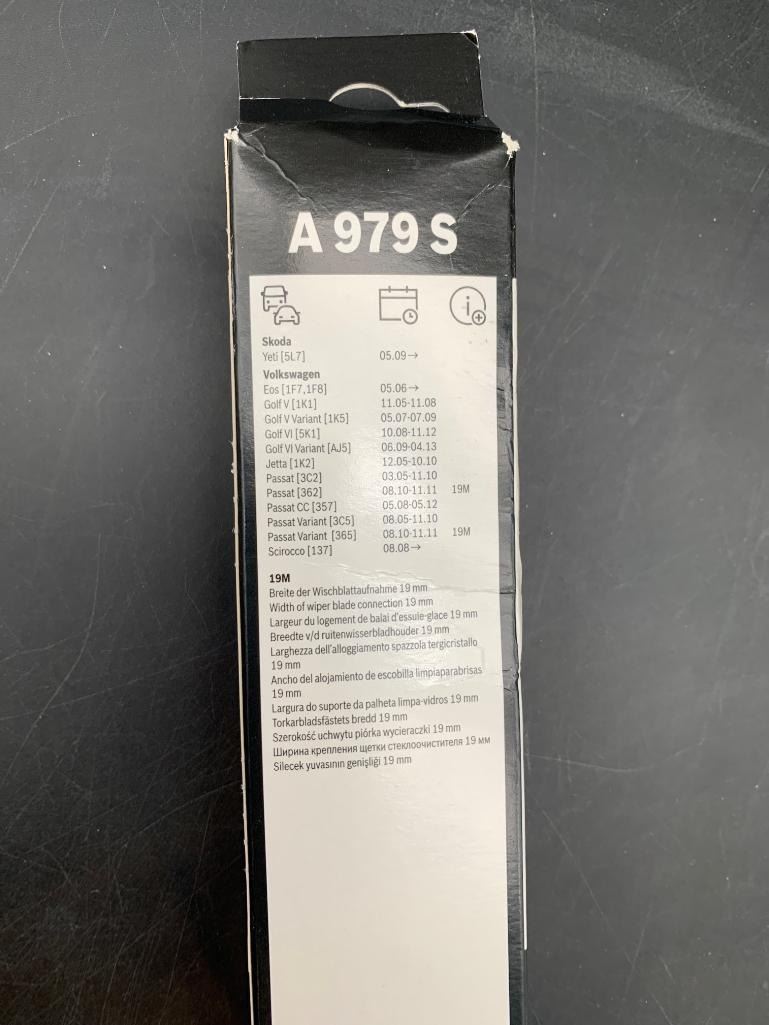 A 979 S
Skoda
Yeti [5L7] 05.09→
Volkswagen
Eos [1F7,1F8] 05.06→
Golf V [1K1] 11.05-11.08
Golf V Variant [1K5] 05.07-07.09
Golf VI [5K1] 10.08-11.12
Golf VI Variant [AJ5] 06.09-04.13
Jetta [1K2] 12.05-10.10
Passat [3C2] 03.05-11.10
Passat [362] 08.10-11.11 19M
Passat CC [357] 05.08-05.12
Passat Variant [3C5] 08.05-11.10
Passat Variant [365] 08.10-11.11 19M
Scirocco [137] 08.08→
19M
Breite der Wischblattaufnahme 19 mm
Width of wiper blade connection 19 mm
Largeur du logement de balai d'essuie-glace 19 mm
Breedte v/d ruitenwisserbladhouder 19 mm
Larghezza dell'alloggiamento spazzola tergicristallo
19 mm
Ancho del alojamiento de escobilla limpiaparabrisas
19 mm
Largura do suporte da palheta limpa-vidros 19 mm
Torkarbladsfästets bredd 19 mm
Szerokość uchwytu piórka wycieraczki 19 mm
Ширина крепления щетки стеклоочистителя 19 мм
Silecek yuvasının genişliği 19 mm